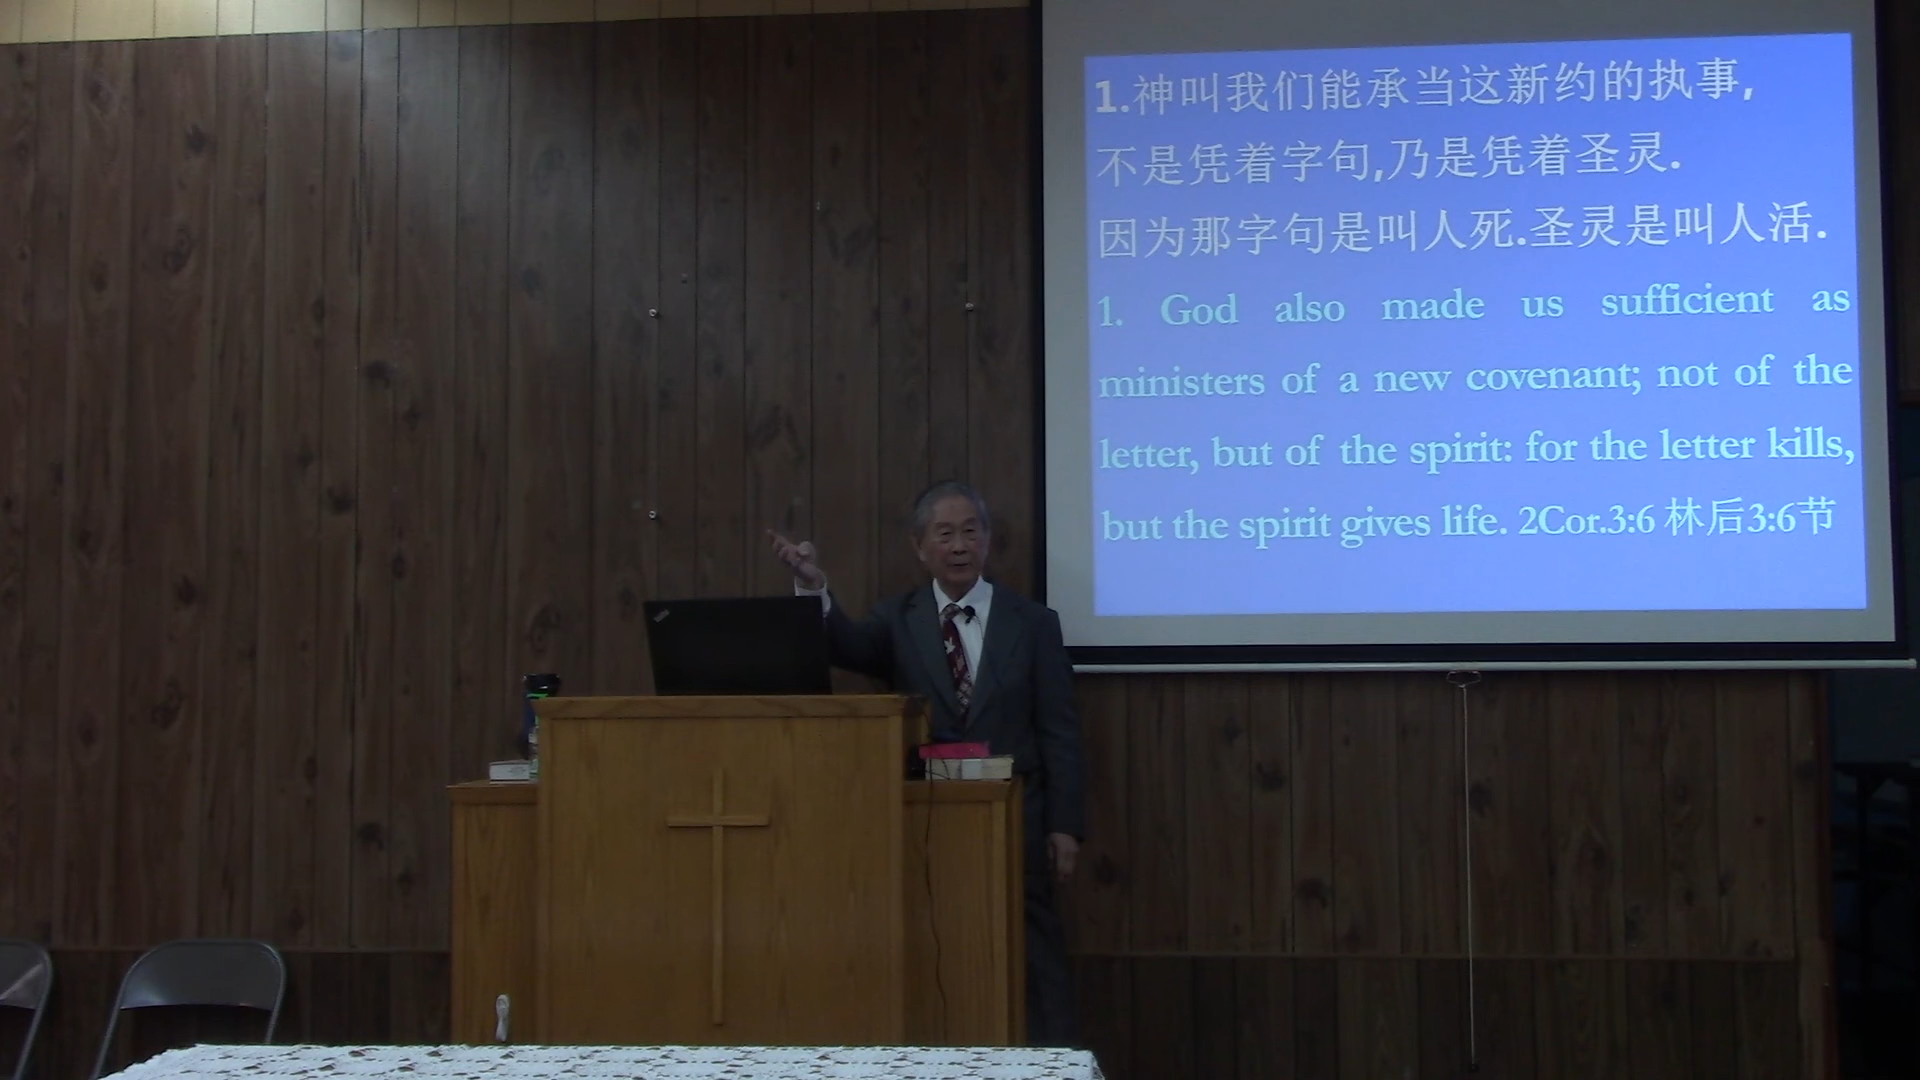 1.神叫我们能承当这新约的执事,
不是凭着字句,乃是凭着圣灵.
因为那字句是叫人死.圣灵是叫人活.
1. God also made us sufficient as
ministers of a new covenant; not of the
letter, but of the spirit: for the letter kills,
but the spirit gives life. 2Cor.3:6 林后3:6节